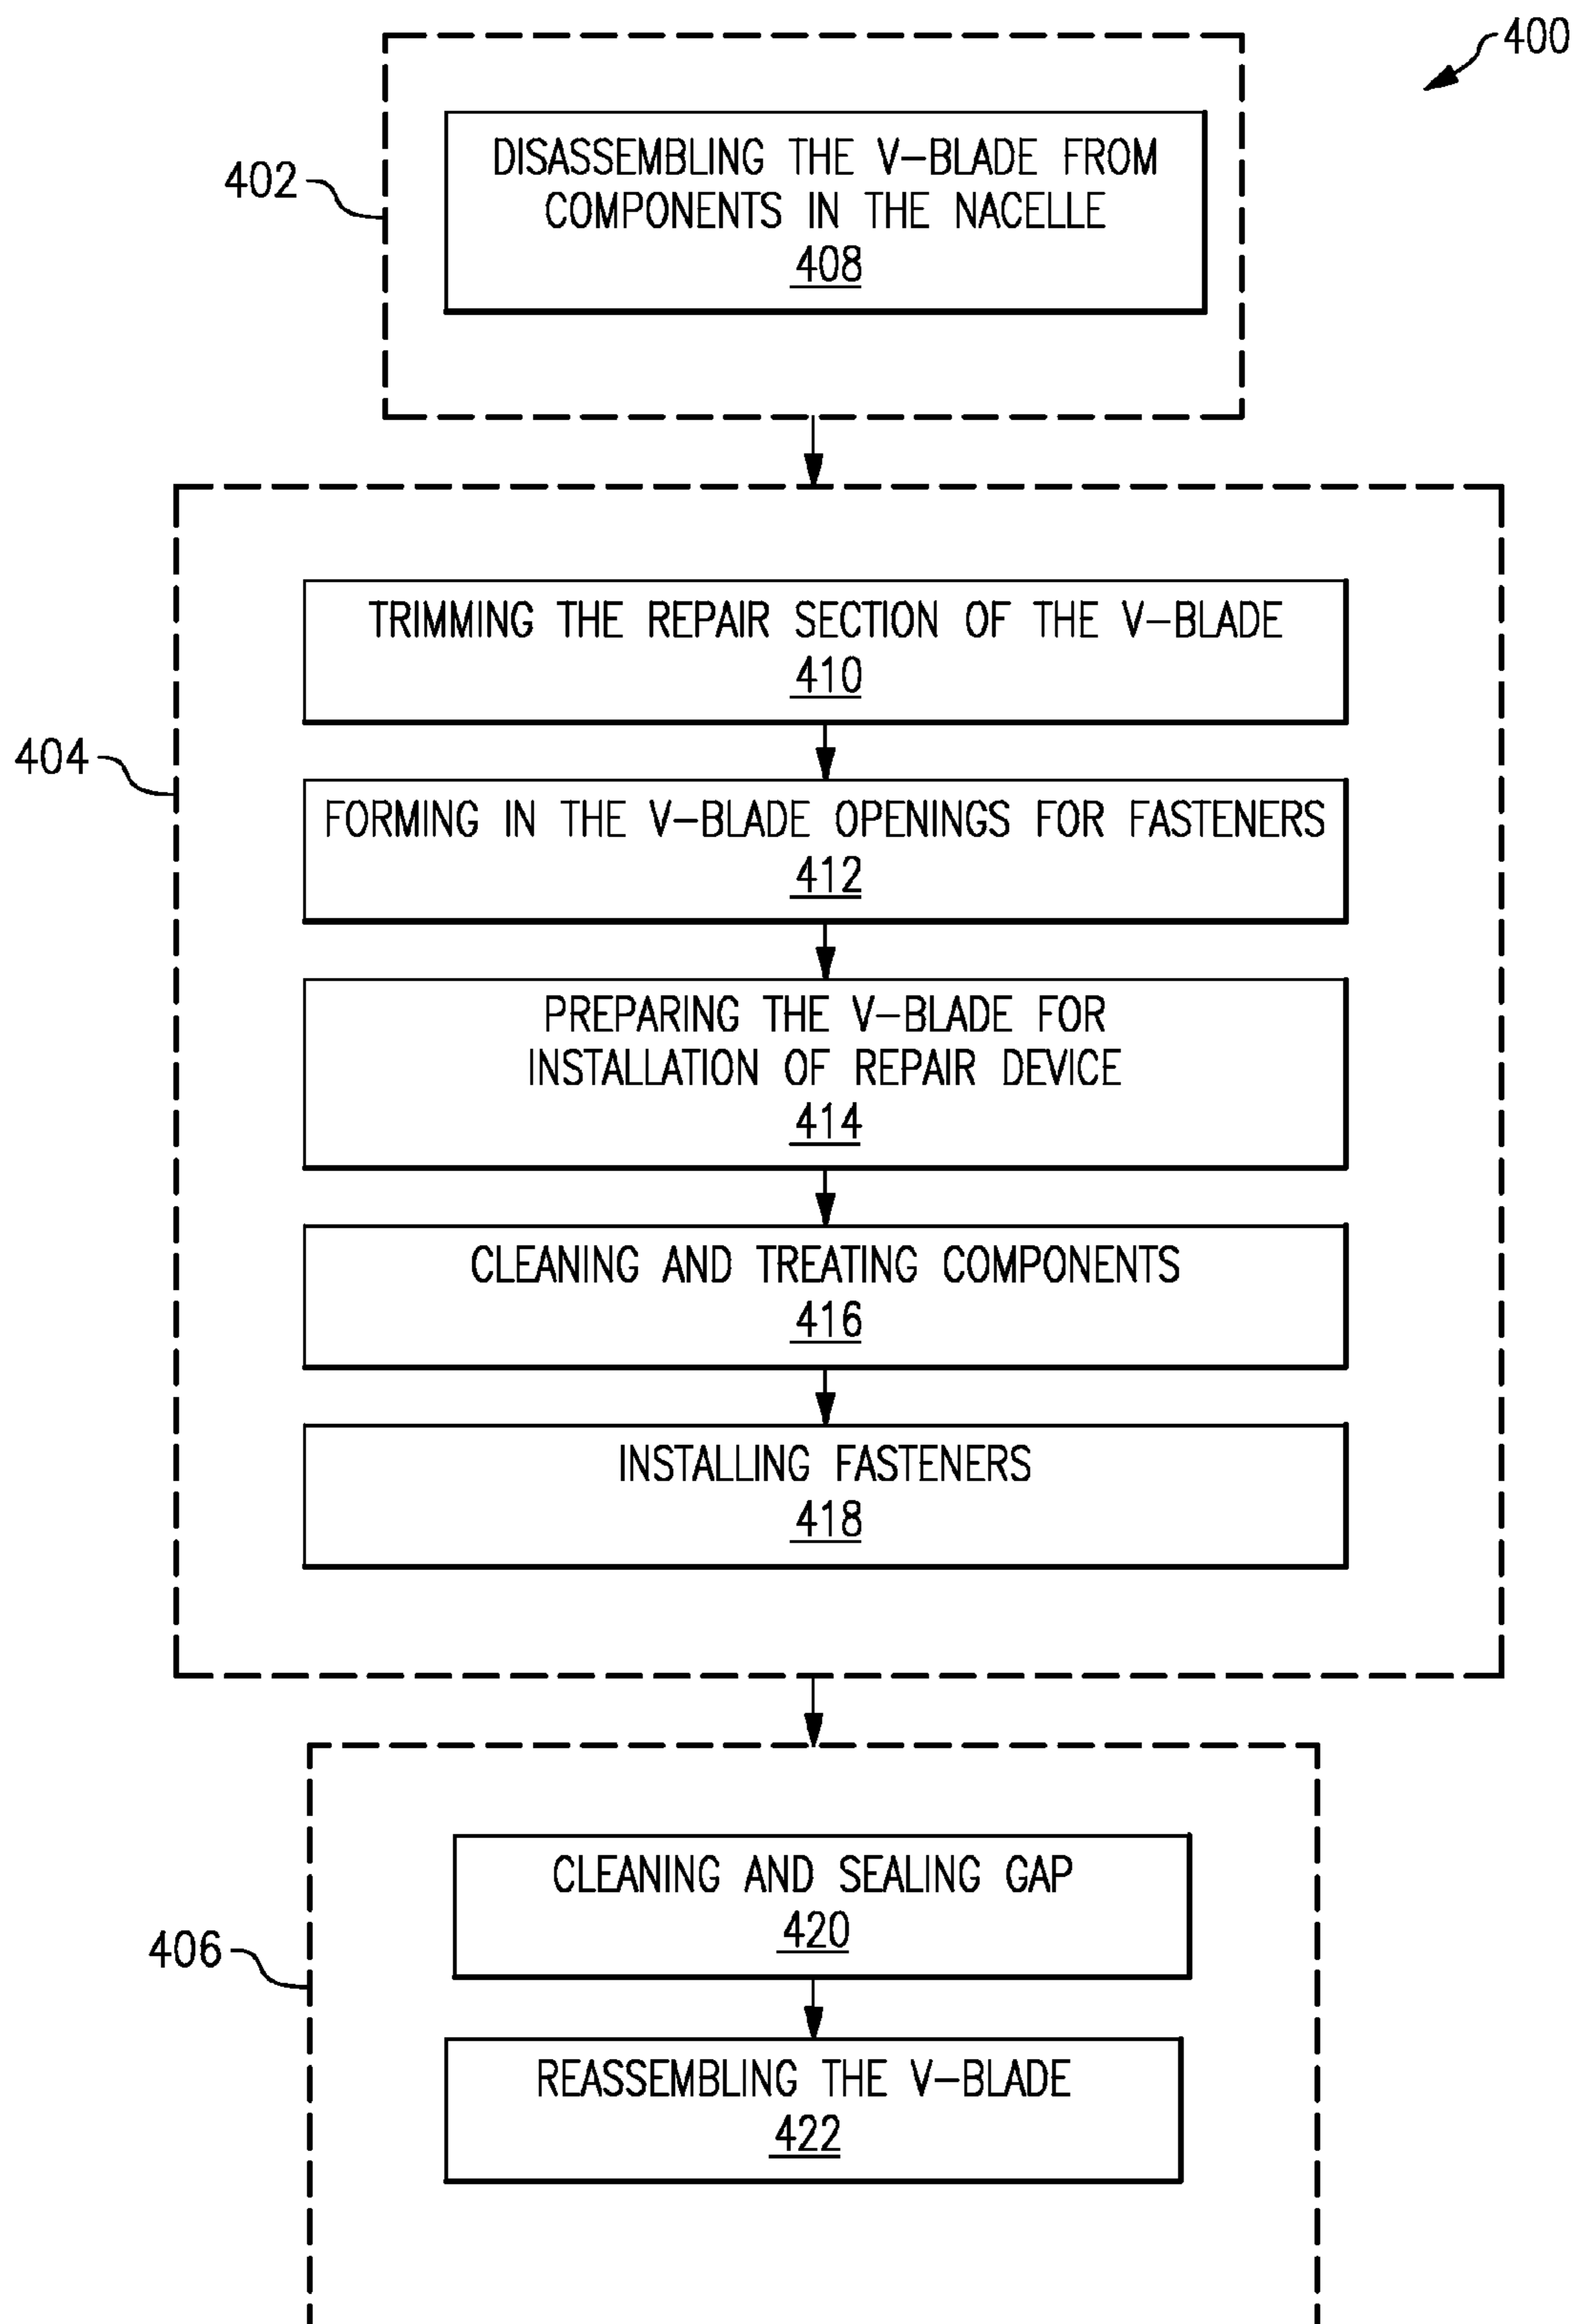 400
402
DISASSEMBLING THE V-BLADE FROM
COMPONENTS IN THE NACELLE
408
404
TRIMMING THE REPAIR SECTION OF THE V-BLADE
410
FORMING IN THE V-BLADE OPENINGS FOR FASTENERS
412
PREPARING THE V-BLADE FOR
INSTALLATION OF REPAIR DEVICE
414
CLEANING AND TREATING COMPONENTS
416
INSTALLING FASTENERS
418
406
CLEANING AND SEALING GAP
420
REASSEMBLING THE V-BLADE
422